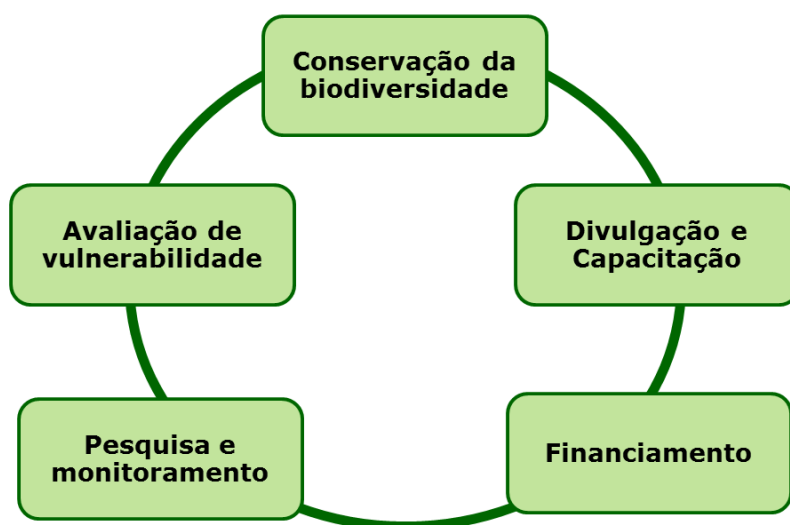 Conservação da
biodiversidade
Avaliação de
vulnerabilidade
Divulgação e
Capacitação
Pesquisa e
monitoramento
Financiamento